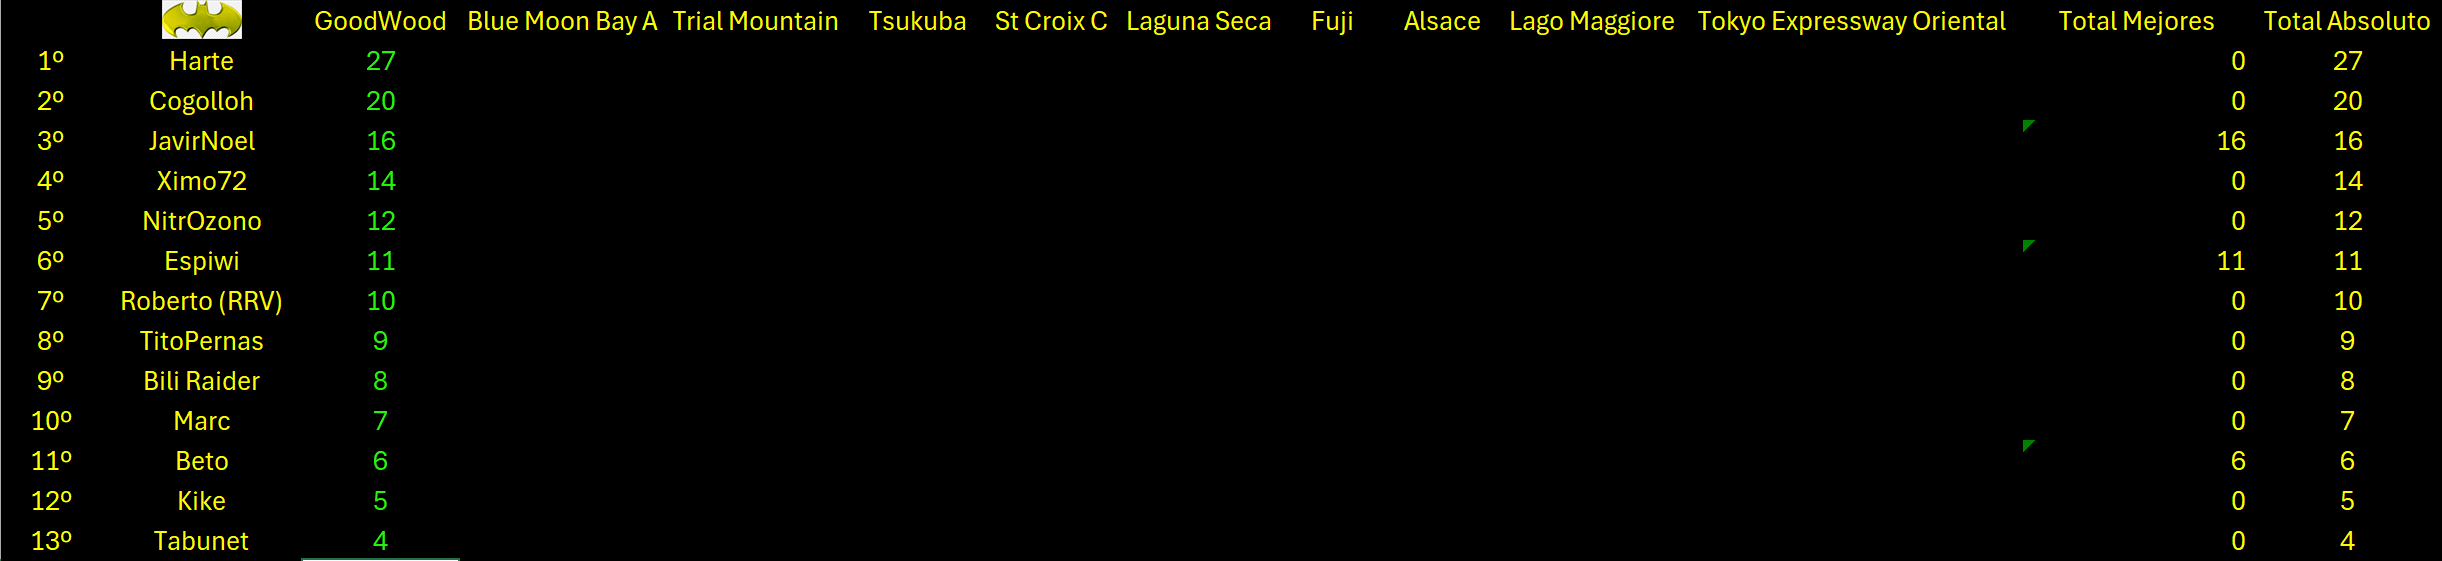 GoodWood Blue Moon Bay A Trial Mountain Tsukuba St Croix C Laguna Seca Fuji Alsace Lago Maggiore Tokyo Expressway Oriental Total Mejores Total Absoluto
1º Harte 27 0 27
2º Cogolloh 20 0 20
3º JavirNoel 16 16 16
4º Ximo72 14 0 14
5º NitrOzono 12 0 12
6º Espiwi 11 11 11
7º Roberto (RRV) 10 0 10
8º TitoPernas 9 0 9
9º Bili Raider 8 0 8
10º Marc 7 0 7
11º Beto 6 6 6
12º Kike 5 0 5
13º Tabunet 4 0 4